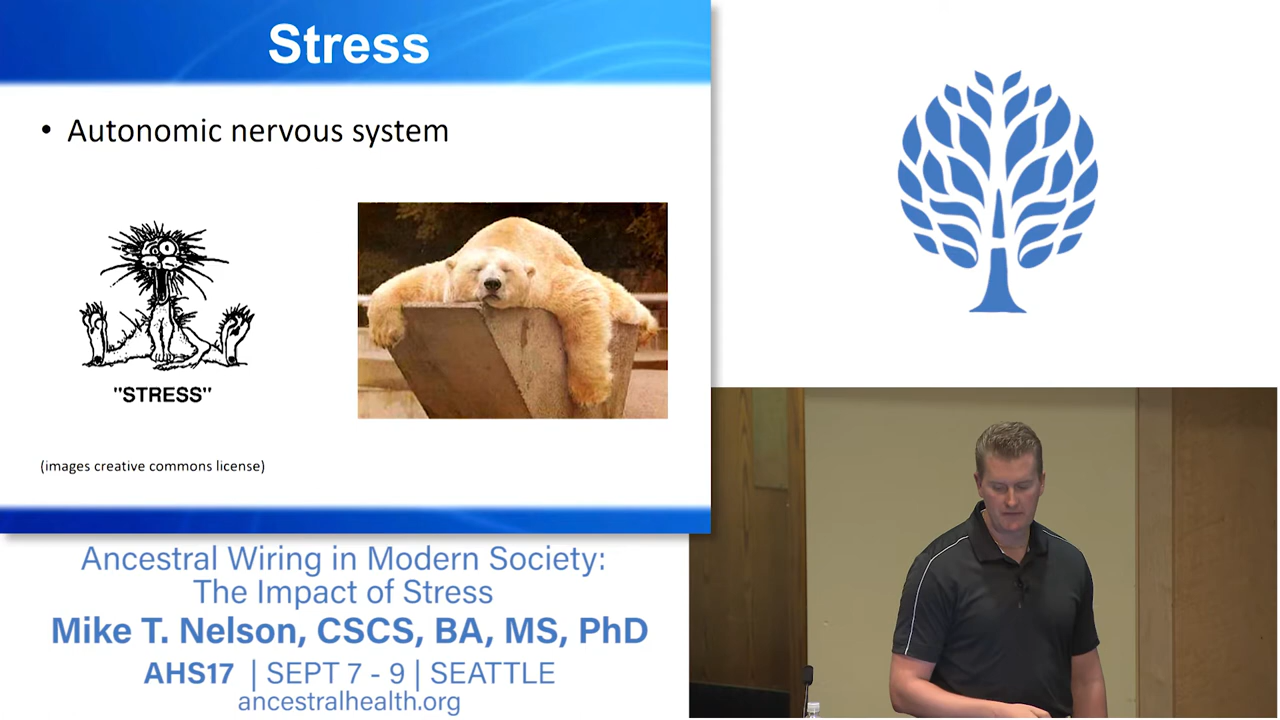 Stress
• Autonomic nervous system
"STRESS"
(images creative commons license)
Ancestral Wiring in Modern Society:
The Impact of Stress
Mike T. Nelson, CSCS, BA, MS, PhD
AHS17 | SEPT 7 - 9 | SEATTLE
ancestralhealth.org